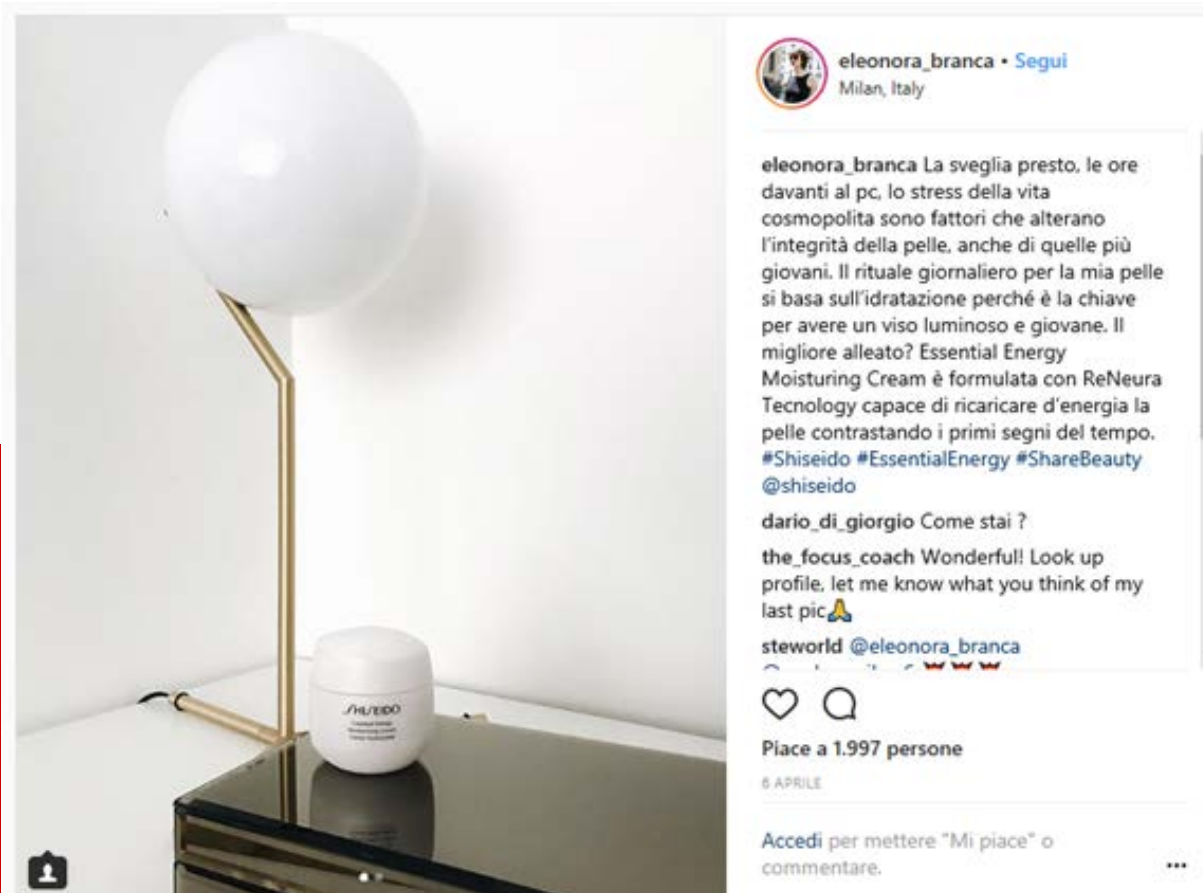 eleonora_branca • Segui
Milan, Italy
eleonora_branca La sveglia presto, le ore
davanti al pc, lo stress della vita
cosmopolita sono fattori che alterano
l'integrità della pelle, anche di quelle più
giovani. Il rituale giornaliero per la mia pelle
si basa sull'idratazione perché è la chiave
per avere un viso luminoso e giovane. Il
migliore alleato? Essential Energy
Moisturing Cream è formulata con ReNeura
Tecnology capace di ricaricare d'energia la
pelle contrastando i primi segni del tempo.
#Shiseido #EssentialEnergy #ShareBeauty
@shiseido
dario_di_giorgio Come stai ?
the_focus_coach Wonderful! Look up
profile, let me know what you think of my
last pic🙏
steworld @eleonora_branca
Piace a 1.997 persone
6 APRILE
Accedi per mettere "Mi piace" o
commentare.
SHISEIDO